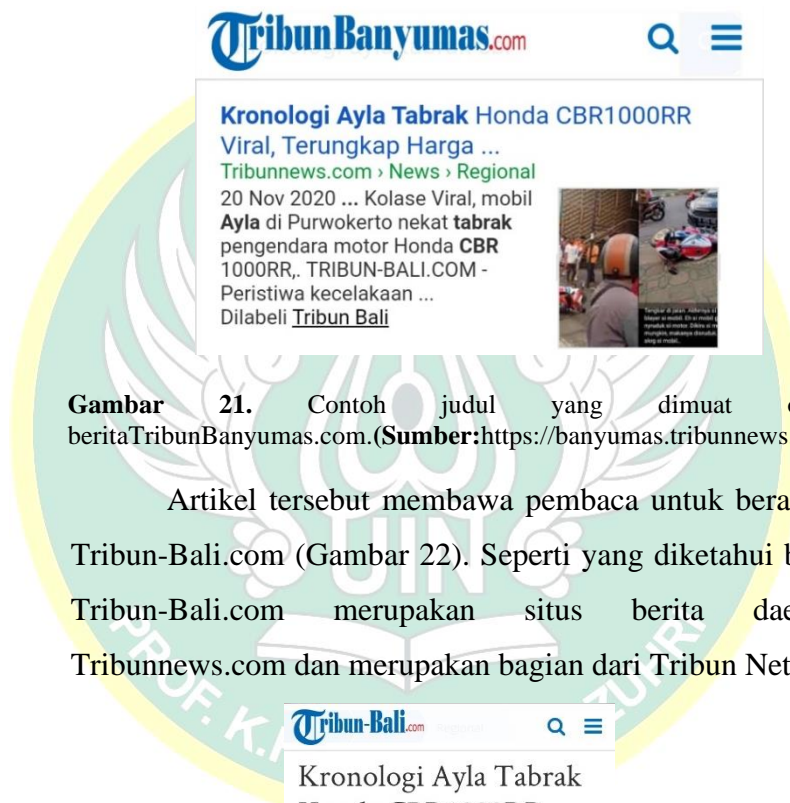 TribunBanyumas.com
Kronologi Ayla Tabrak Honda CBR1000RR
Viral, Terungkap Harga ...
Tribunnews.com › News › Regional
20 Nov 2020 ... Kolase Viral, mobil
Ayla di Purwokerto nekat tabrak
pengendara motor Honda CBR
1000RR,. TRIBUN-BALI.COM -
Peristiwa kecelakaan ...
Dilabeli Tribun Bali
Gambar 21. Contoh judul yang dimuat
beritaTribunBanyumas.com.(Sumber:https://banyumas.tribunnews
Artikel tersebut membawa pembaca untuk bera
Tribun-Bali.com (Gambar 22). Seperti yang diketahui b
Tribun-Bali.com merupakan situs berita dae
Tribunnews.com dan merupakan bagian dari Tribun Net
UIN
PROF. K.
ZUHRI
Tribun-Bali.com
Kronologi Ayla Tabrak